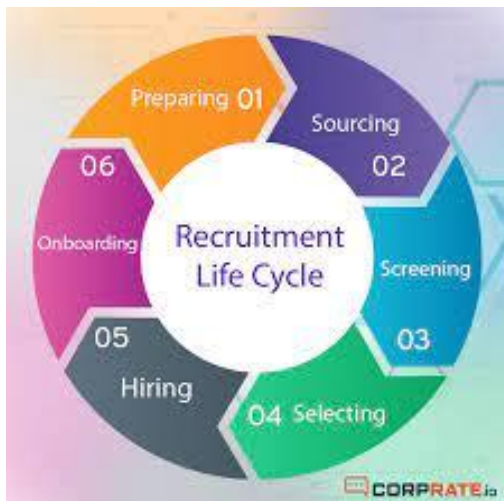 Preparing 01
Sourcing
02
Screening
03
04 Selecting
05
Hiring
06
Onboarding
Recruitment
Life Cycle
CORPRATE.io